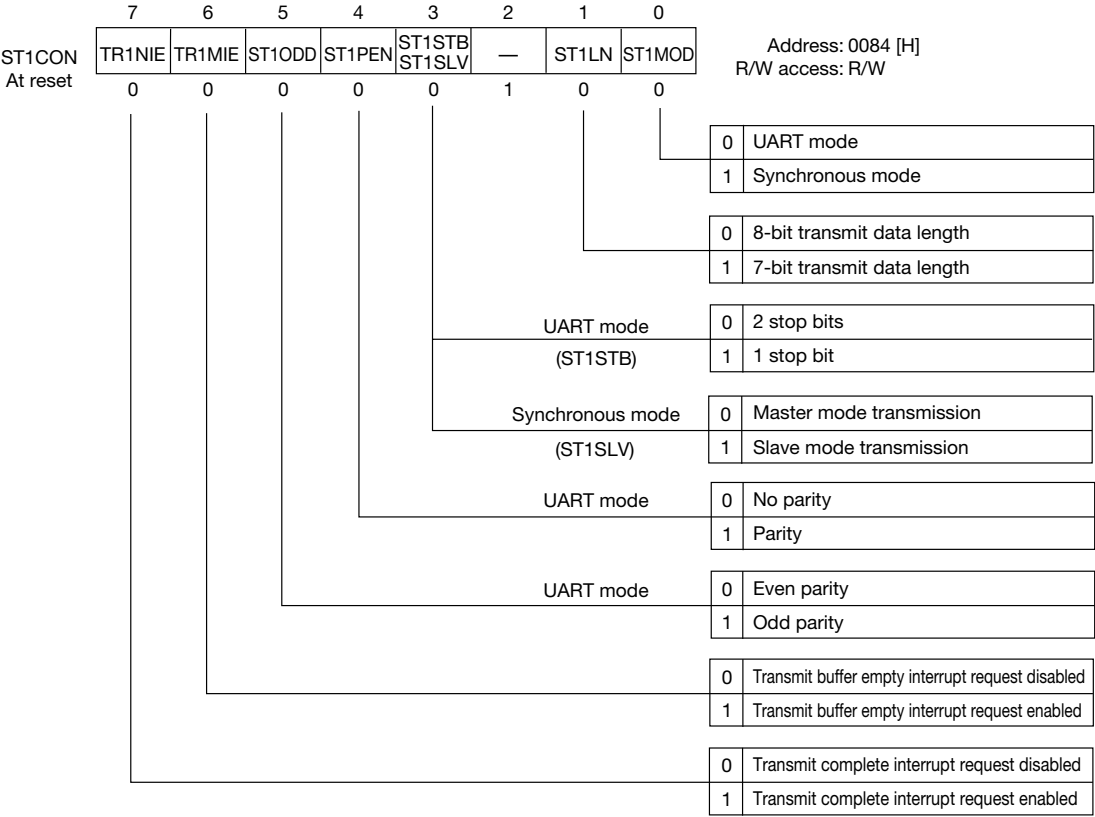 7 6 5 4 3 2 1 0
ST1CON TR1NIE TR1MIE ST1ODD ST1PEN ST1STB ST1SLV — ST1LN ST1MOD
Address: 0084 [H]
R/W access: R/W
At reset 0 0 0 0 0 1 0 0
0 UART mode
1 Synchronous mode
0 8-bit transmit data length
1 7-bit transmit data length
UART mode
(ST1STB)
0 2 stop bits
1 1 stop bit
Synchronous mode
(ST1SLV)
0 Master mode transmission
1 Slave mode transmission
UART mode
0 No parity
1 Parity
UART mode
0 Even parity
1 Odd parity
0 Transmit buffer empty interrupt request disabled
1 Transmit buffer empty interrupt request enabled
0 Transmit complete interrupt request disabled
1 Transmit complete interrupt request enabled